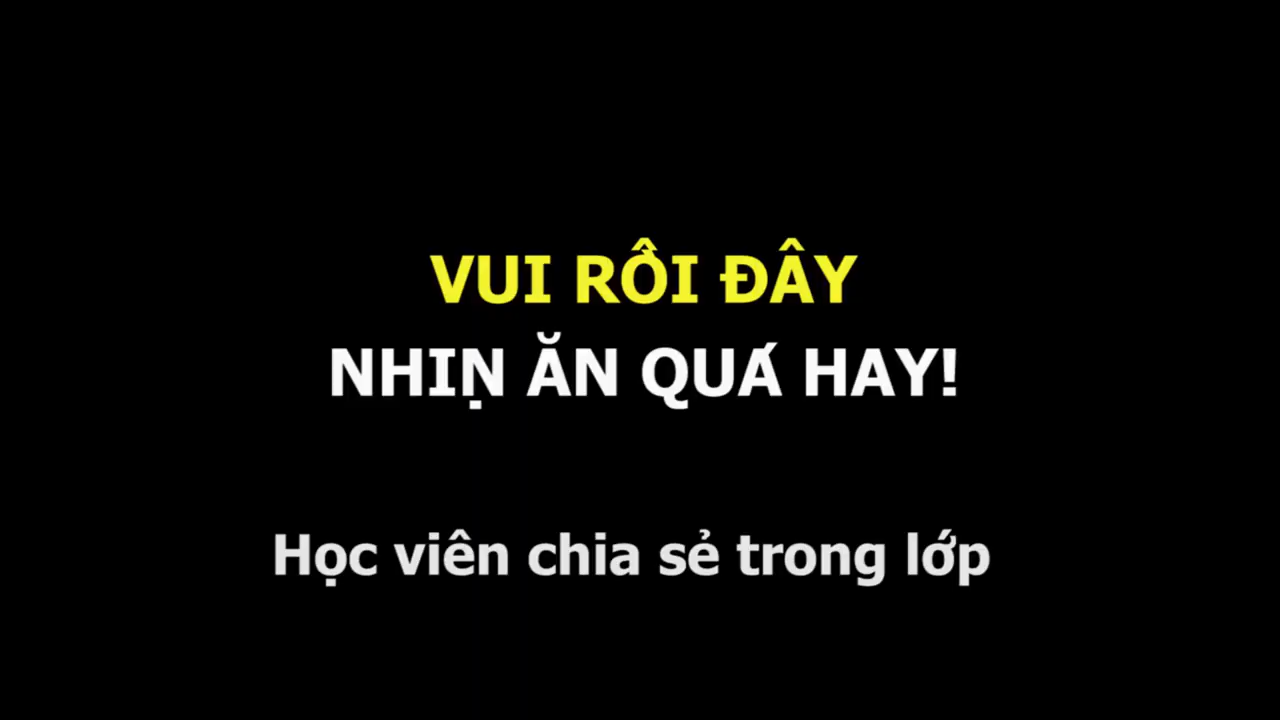 VUI RỒI ĐÂY
NHỊN ĂN QUÁ HAY!
Học viên chia sẻ trong lớp